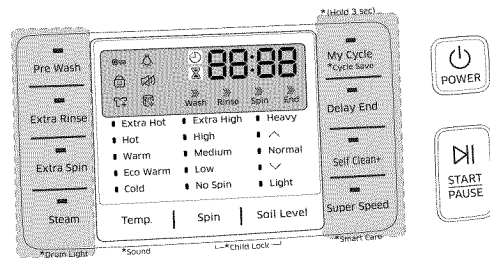 *(Hold 3 sec)
Pre Wash
88:88
My Cycle
*Cycle Save
POWER
Wash Rinse Spin End
Extra Rinse
Extra Hot Extra High Heavy
Delay End
Hot High
Warm Medium Normal
Extra Spin
Eco Warm Low
Self Clean+
Cold No Spin Light
START
PAUSE
Steam
Temp. Spin Soil Level
Super Speed
*Drum Light
*Sound
*Child Lock
*Smart Care